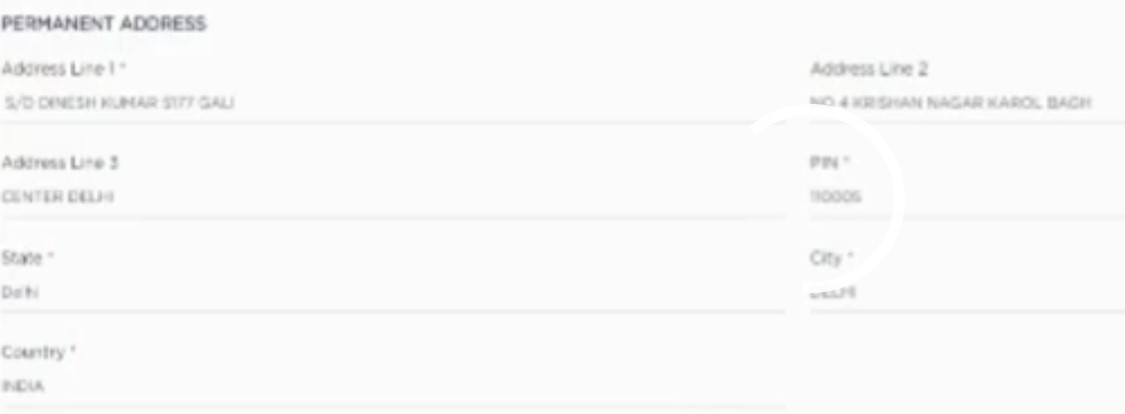 PERMANENT ADDRESS
Address Line 1 *
Address Line 2
S/O DINESH KUMAR 5177 GALI
NO 4 KRISHAN NAGAR KAROL BAGH
Address Line 3
PIN *
CENTER DELHI
110005
State *
City *
Delhi
DELHI
Country *
INDIA